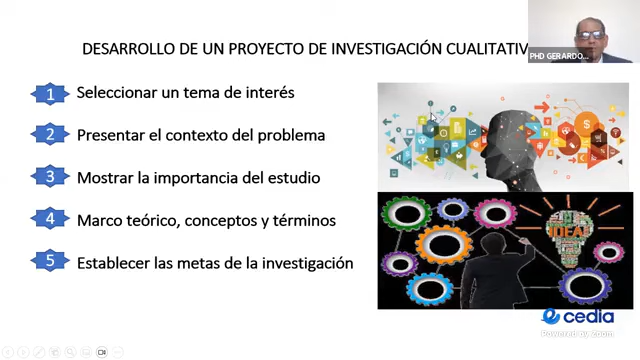 DESARROLLO DE UN PROYECTO DE INVESTIGACIÓN CUALITATIV
PHD GERARDO...
1 Seleccionar un tema de interés
2 Presentar el contexto del problema
3 Mostrar la importancia del estudio
4 Marco teórico, conceptos y términos
5 Establecer las metas de la investigación
IDEA
cedia
Powered by Zoom